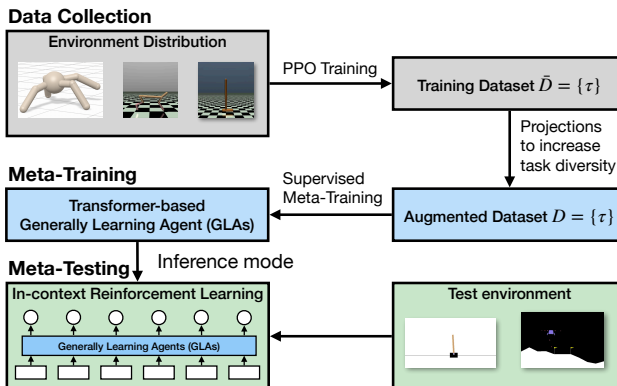 Data Collection
Environment Distribution
PPO Training
Training Dataset D̄ = {τ}
Projections
to increase
task diversity
Meta-Training
Supervised
Meta-Training
Transformer-based
Generally Learning Agent (GLAs)
Augmented Dataset D = {τ}
Meta-Testing
Inference mode
In-context Reinforcement Learning
Generally Learning Agents (GLAs)
Test environment